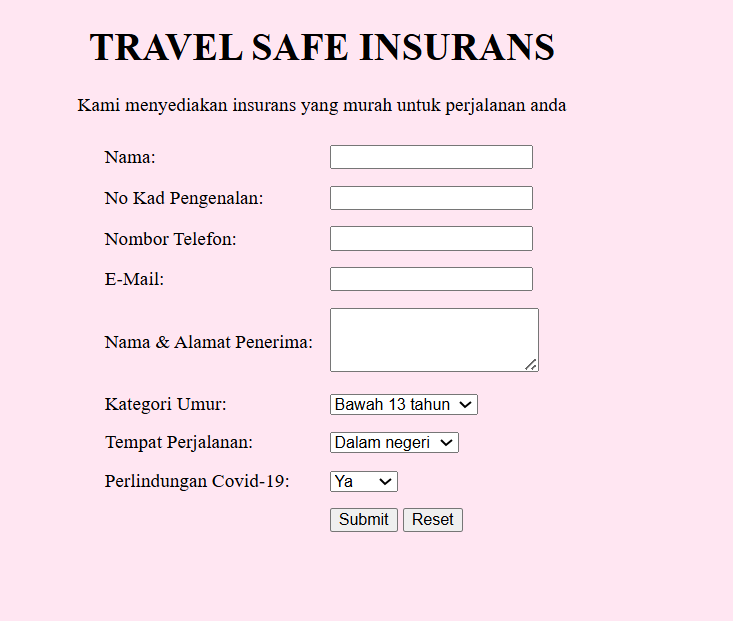 TRAVEL SAFE INSURANS
Kami menyediakan insurans yang murah untuk perjalanan anda
Nama:
No Kad Pengenalan:
Nombor Telefon:
E-Mail:
Nama & Alamat Penerima:
Kategori Umur: Bawah 13 tahun
Tempat Perjalanan: Dalam negeri
Perlindungan Covid-19: Ya
Submit Reset